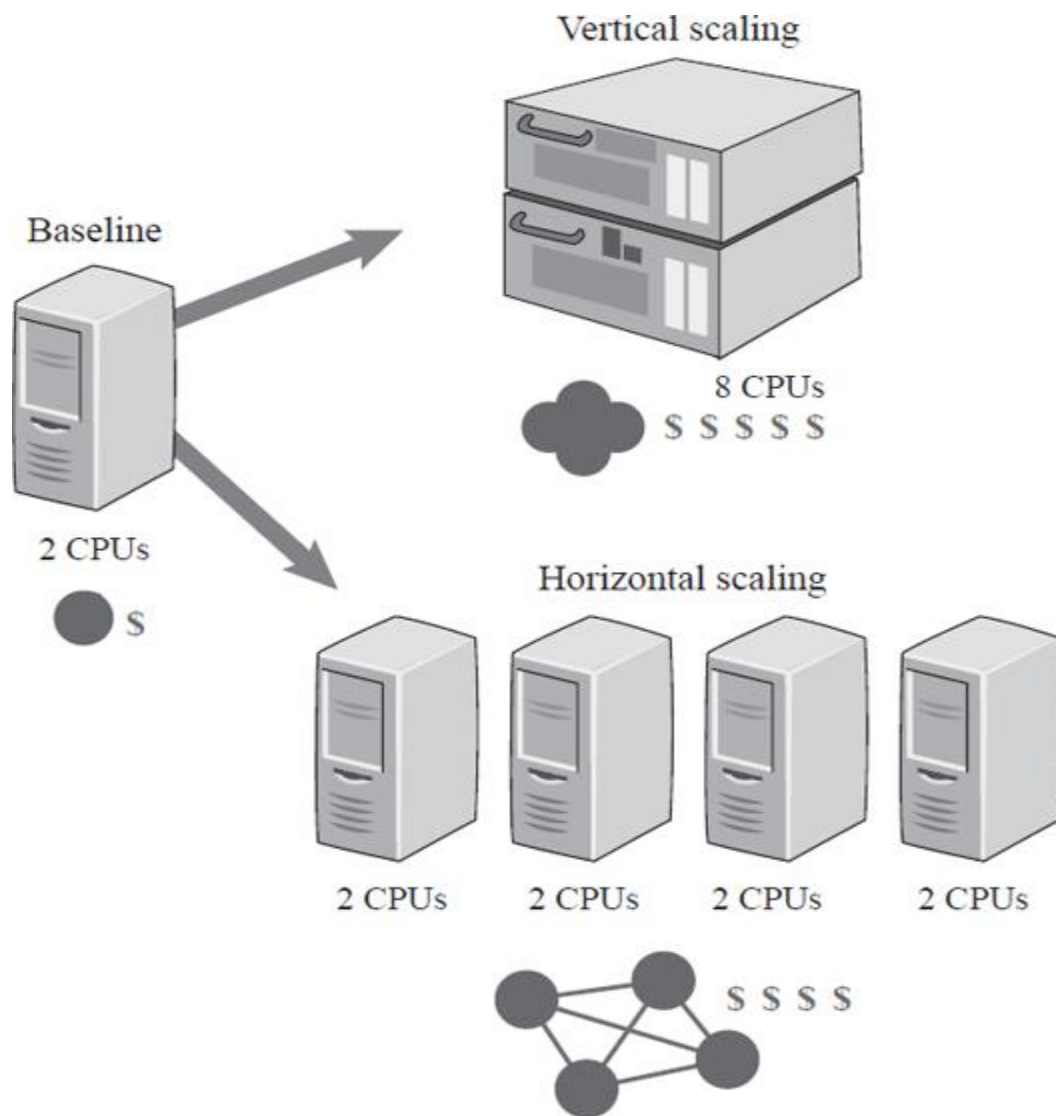 Vertical scaling
Baseline
8 CPUs
$ $ $ $ $
2 CPUs
$
Horizontal scaling
2 CPUs 2 CPUs 2 CPUs 2 CPUs
$ $ $ $